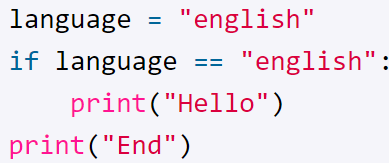 language = "english"
if language == "english":
    print("Hello")
print("End")